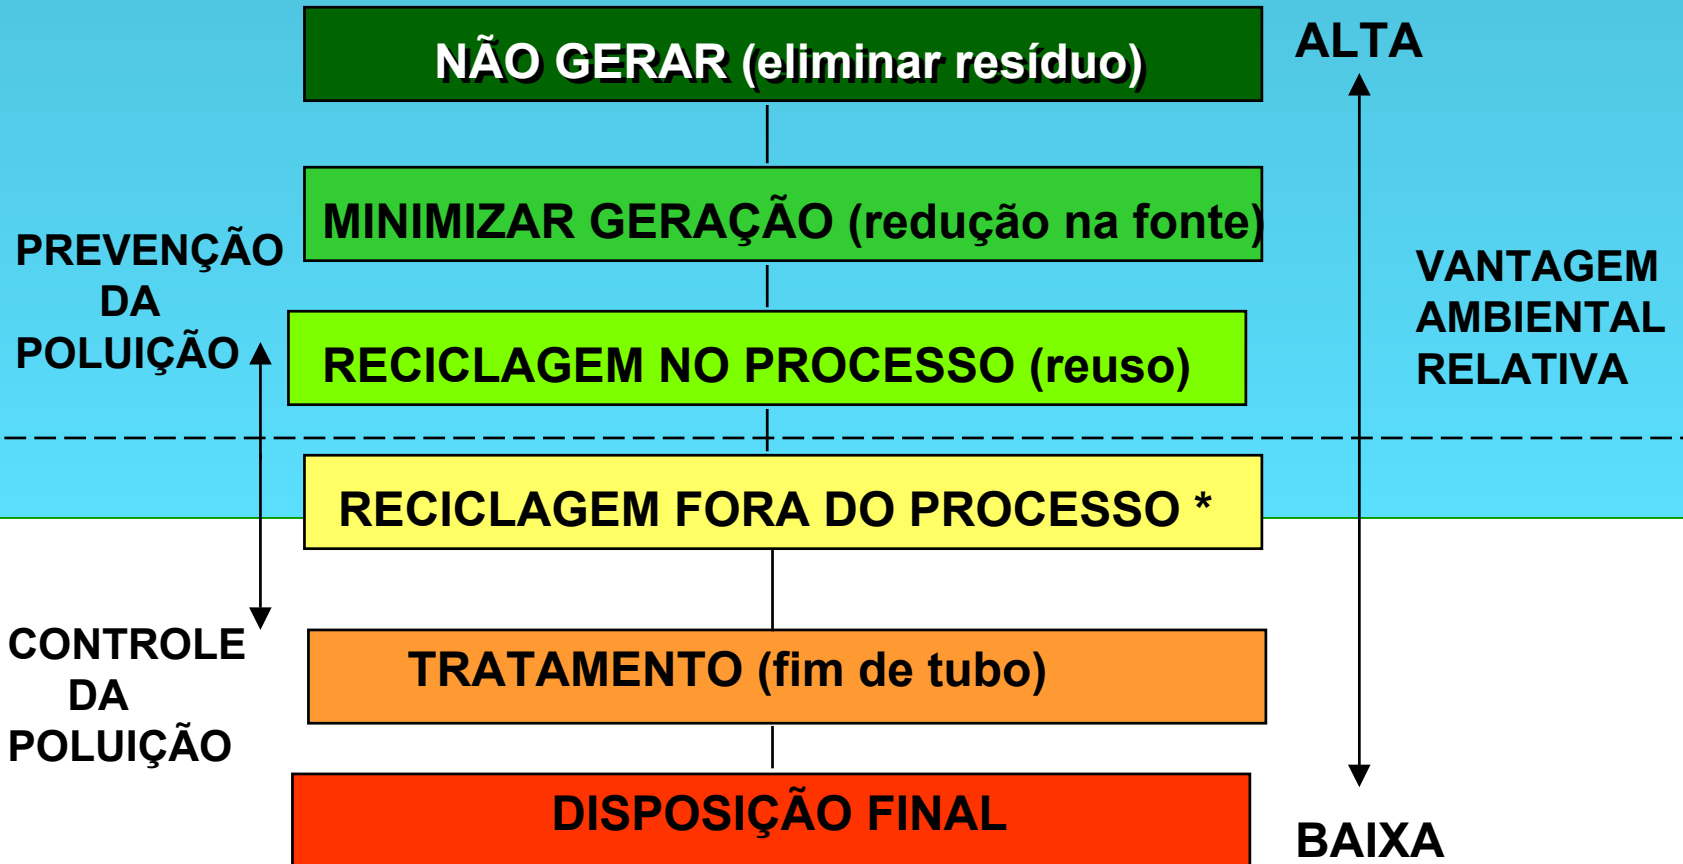 NÃO GERAR (eliminar resíduo)
ALTA
MINIMIZAR GERAÇÃO (redução na fonte)
PREVENÇÃO
DA
POLUIÇÃO
VANTAGEM
AMBIENTAL
RELATIVA
RECICLAGEM NO PROCESSO (reuso)
RECICLAGEM FORA DO PROCESSO *
CONTROLE
DA
POLUIÇÃO
TRATAMENTO (fim de tubo)
DISPOSIÇÃO FINAL
BAIXA